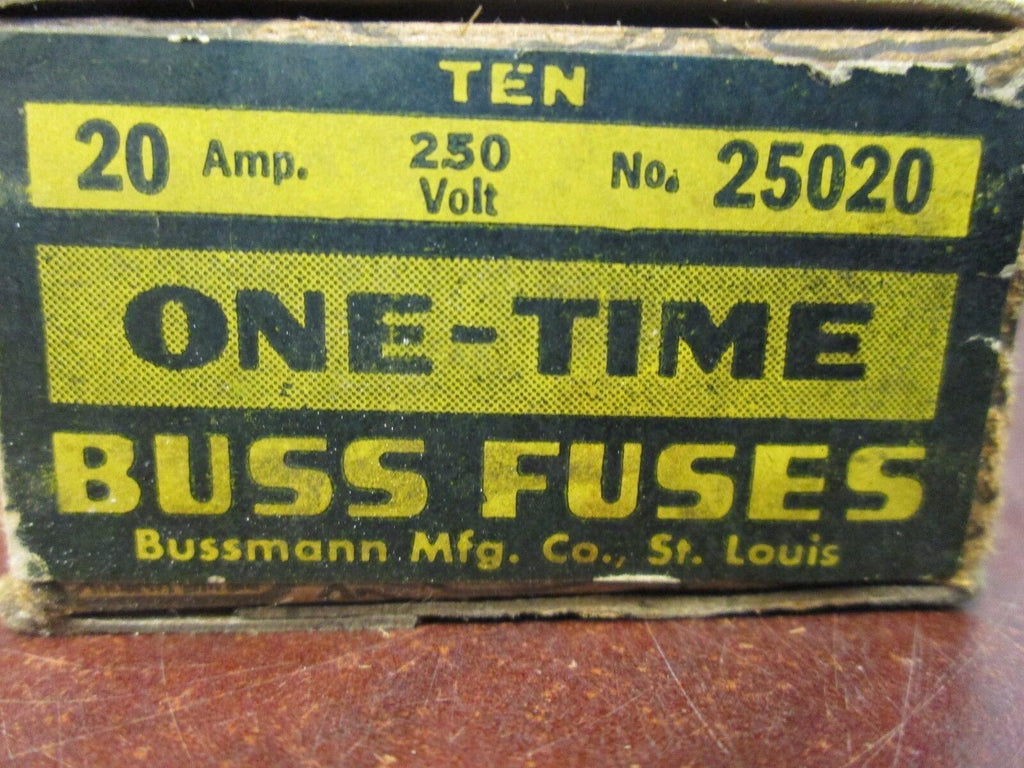 TEN
20 Amp. 250 Volt No. 25020
ONE-TIME
BUSS FUSES
Bussmann Mfg. Co., St. Louis